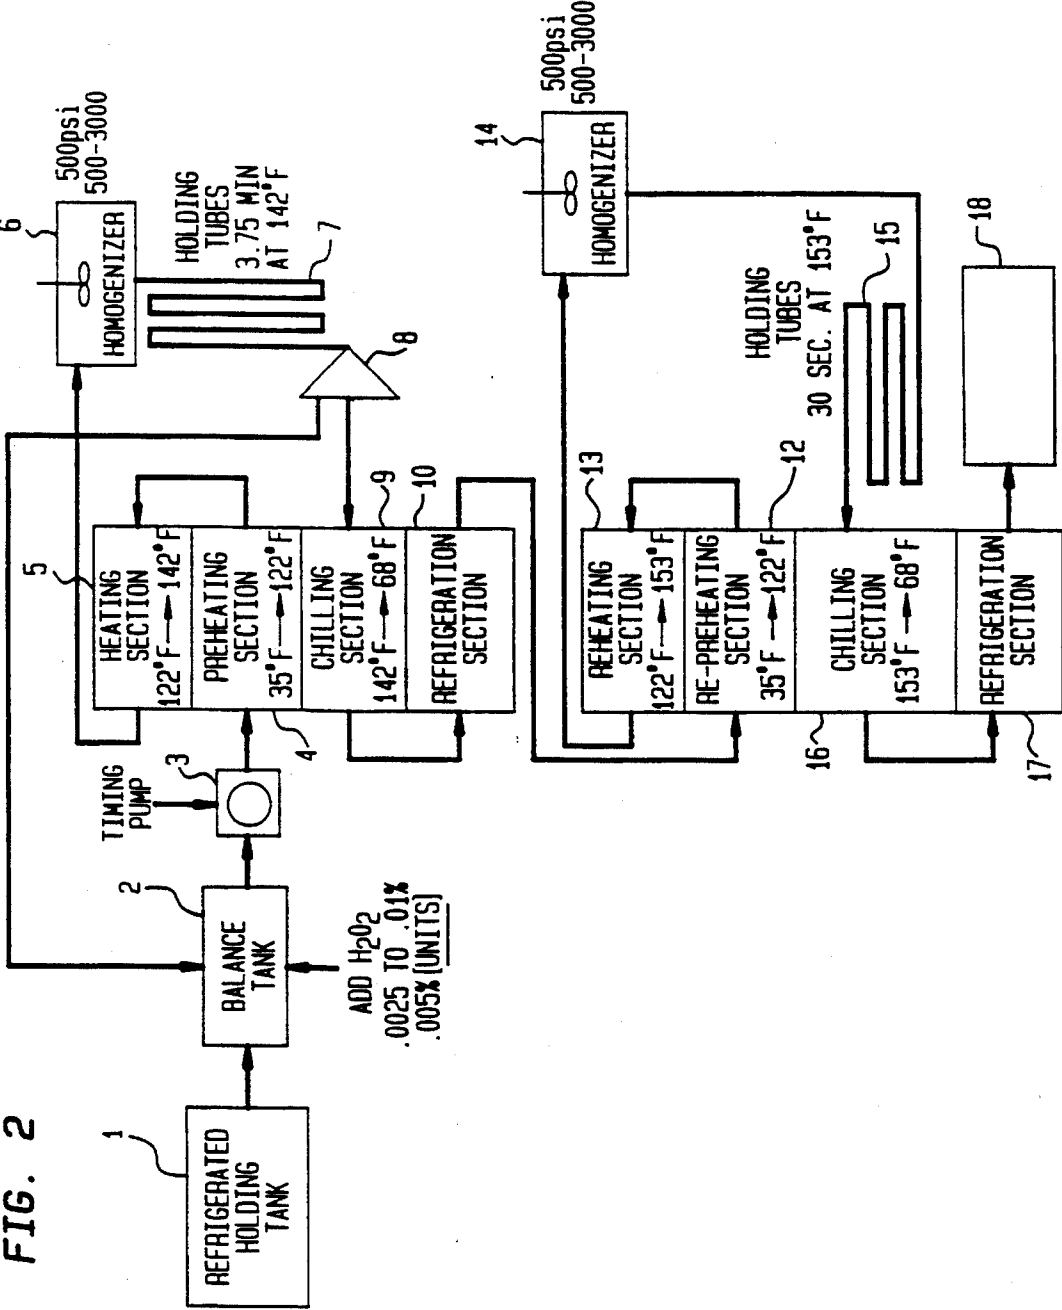 FIG. 2
1
REFRIGERATED
HOLDING
TANK
2
BALANCE
TANK
ADD H2O2
.0025 TO .01%
.005% [UNITS]
TIMING
PUMP
3
4
5
HEATING
SECTION
122°F → 142°F
PREHEATING
SECTION
35°F → 122°F
CHILLING
SECTION
142°F → 68°F
9
REFRIGERATION
SECTION
10
6
HOMOGENIZER
500psi
500-3000
HOLDING
TUBES
3.75 MIN
AT 142°F
7
8
13
REHEATING
SECTION
122°F → 153°F
RE-PREHEATING
SECTION
35°F → 122°F
12
CHILLING
SECTION
153°F → 68°F
16
REFRIGERATION
SECTION
17
14
HOMOGENIZER
500psi
500-3000
HOLDING
TUBES
30 SEC. AT 153°F
15
18